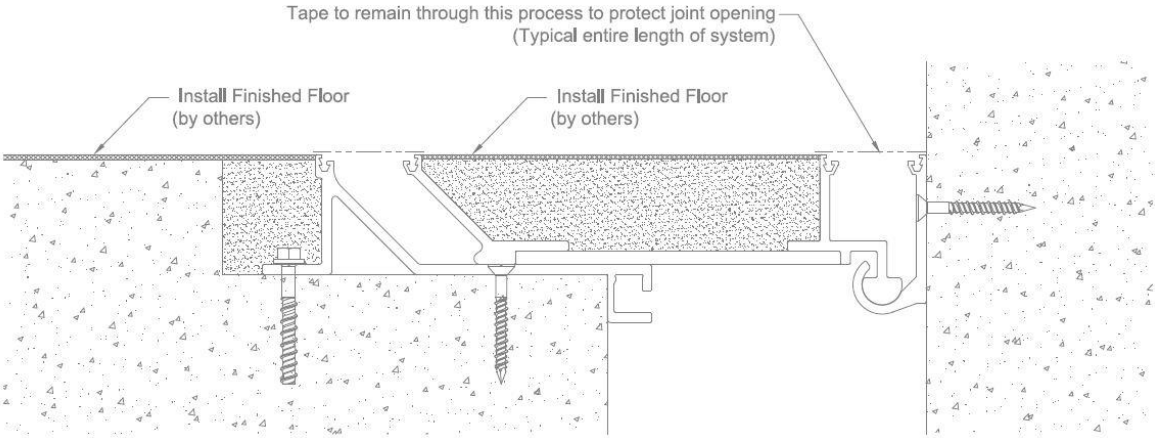 Tape to remain through this process to protect joint opening
(Typical entire length of system)
Install Finished Floor
(by others)
Install Finished Floor
(by others)